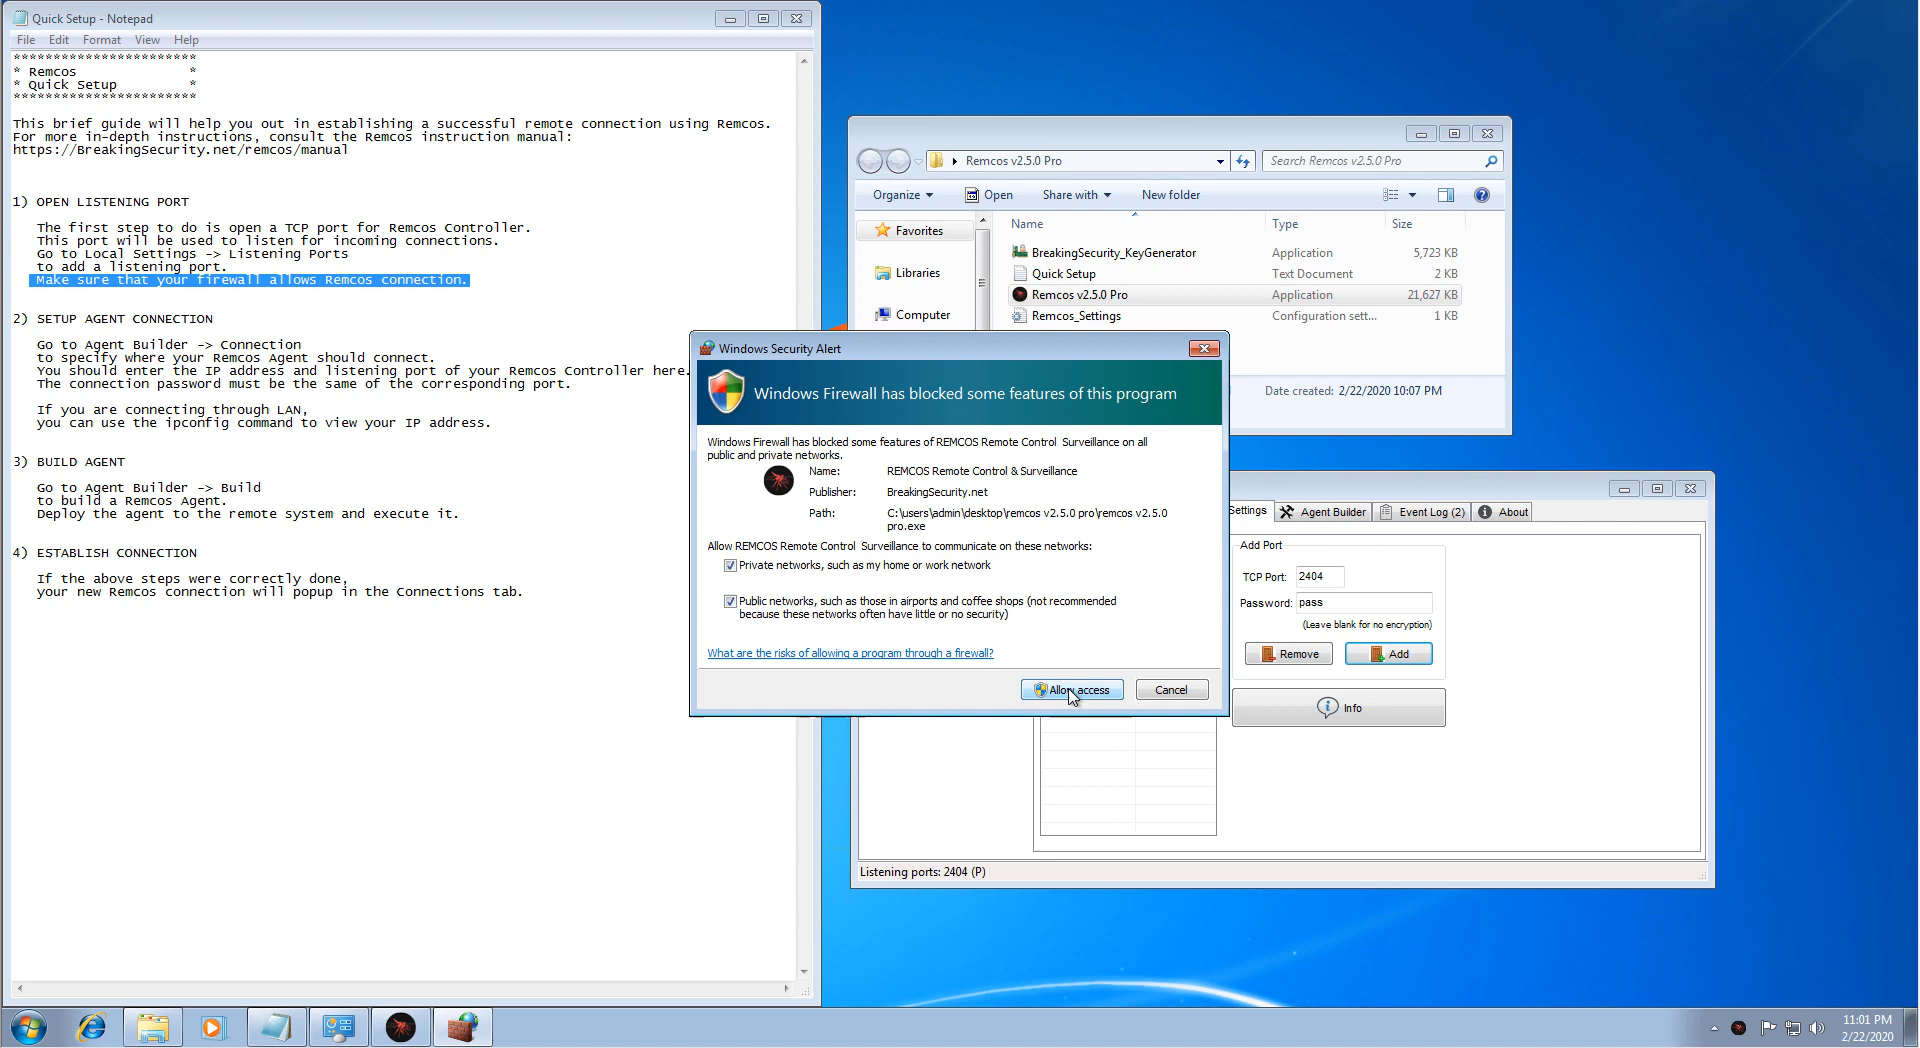 Quick Setup - Notepad
File Edit Format View Help
************************
* Remcos *
* Quick Setup *
************************
This brief guide will help you out in establishing a successful remote connection using Remcos.
For more in-depth instructions, consult the Remcos instruction manual:
https://BreakingSecurity.net/remcos/manual
1) OPEN LISTENING PORT
The first step to do is open a TCP port for Remcos Controller.
This port will be used to listen for incoming connections.
Go to Local Settings -> Listening Ports
to add a listening port.
Make sure that your firewall allows Remcos connection.
2) SETUP AGENT CONNECTION
Go to Agent Builder -> Connection
to specify where your Remcos Agent should connect.
You should enter the IP address and listening port of your Remcos Controller here.
The connection password must be the same of the corresponding port.
If you are connecting through LAN,
you can use the ipconfig command to view your IP address.
3) BUILD AGENT
Go to Agent Builder -> Build
to build a Remcos Agent.
Deploy the agent to the remote system and execute it.
4) ESTABLISH CONNECTION
If the above steps were correctly done,
your new Remcos connection will popup in the Connections tab.
Remcos v2.5.0 Pro
Search Remcos v2.5.0 Pro
Organize Open Share with New folder
Favorites
Libraries
Computer
Name Type Size
BreakingSecurity_KeyGenerator Application 5,723 KB
Quick Setup Text Document 2 KB
Remcos v2.5.0 Pro Application 21,627 KB
Remcos_Settings Configuration sett... 1 KB
Date created: 2/22/2020 10:07 PM
Windows Security Alert
Windows Firewall has blocked some features of this program
Windows Firewall has blocked some features of REMCOS Remote Control Surveillance on all
public and private networks.
Name: REMCOS Remote Control & Surveillance
Publisher: BreakingSecurity.net
Path: C:\users\admin\desktop\remcos v2.5.0 pro\remcos v2.5.0
pro.exe
Allow REMCOS Remote Control Surveillance to communicate on these networks:
Private networks, such as my home or work network
Public networks, such as those in airports and coffee shops (not recommended
because these networks often have little or no security)
What are the risks of allowing a program through a firewall?
Allow access Cancel
Settings Agent Builder Event Log (2) About
Add Port
TCP Port: 2404
Password: pass
(Leave blank for no encryption)
Remove Add
Info
Listening ports: 2404 (P)
11:01 PM
2/22/2020